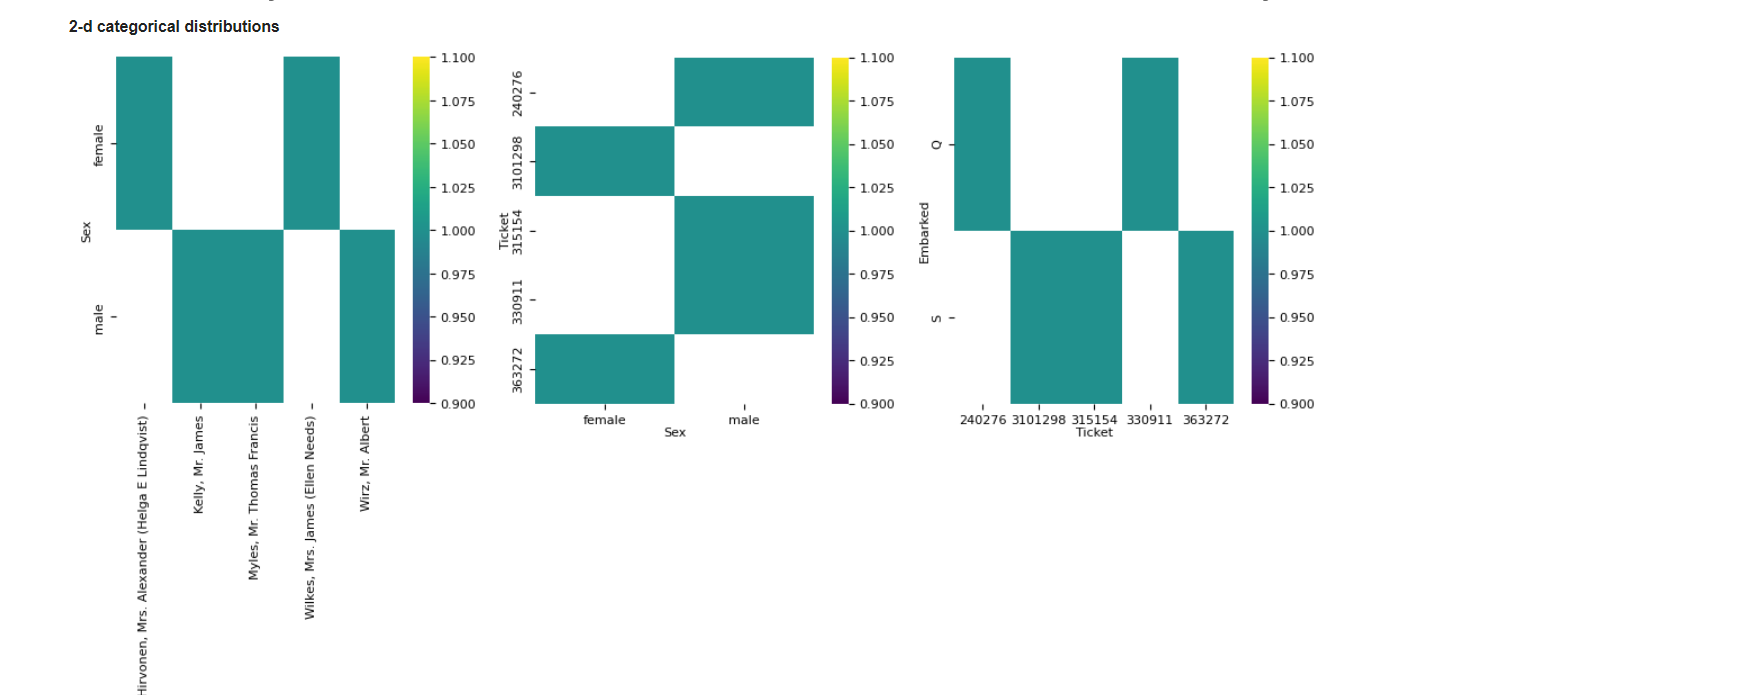 2-d categorical distributions
female
male
Sex
Hirvonen, Mrs. Alexander (Helga E Lindqvist)
Kelly, Mr. James
Myles, Mr. Thomas Francis
Wilkes, Mrs. James (Ellen Needs)
Wirz, Mr. Albert
1.100
1.075
1.050
1.025
1.000
0.975
0.950
0.925
0.900
240276
3101298
315154
330911
363272
Ticket
female
male
Sex
1.100
1.075
1.050
1.025
1.000
0.975
0.950
0.925
0.900
Q
S
Embarked
240276 3101298 315154 330911 363272
Ticket
1.100
1.075
1.050
1.025
1.000
0.975
0.950
0.925
0.900